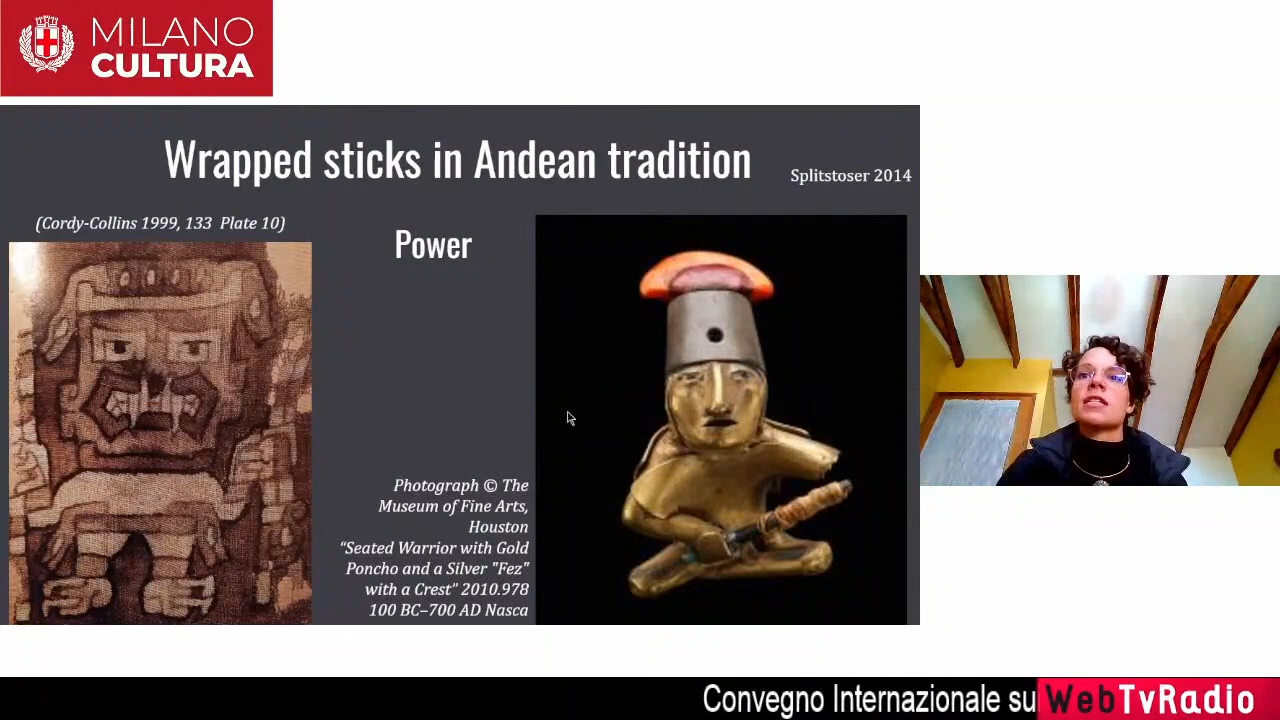 MILANO
CULTURA
Wrapped sticks in Andean tradition
Splitstoser 2014
(Cordy-Collins 1999, 133 Plate 10)
Power
Photograph © The
Museum of Fine Arts,
Houston
“Seated Warrior with Gold
Poncho and a Silver "Fez"
with a Crest” 2010.978
100 BC–700 AD Nasca
Convegno Internazionale su
WebTvRadio